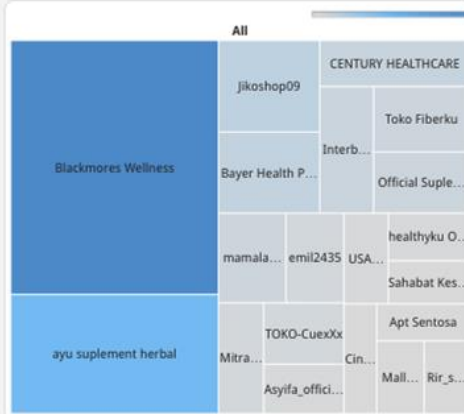 All
Blackmores Wellness
Jikoshop09
CENTURY HEALTHCARE
Toko Fiberku
Interb...
Bayer Health P...
Official Suple...
mamala...
emil2435
USA...
healthyku O...
Sahabat Kes...
ayu suplement herbal
Mitra...
TOKO-CuexXx
Asyifa_offici...
Cin...
Apt Sentosa
Mall...
Rir_s...